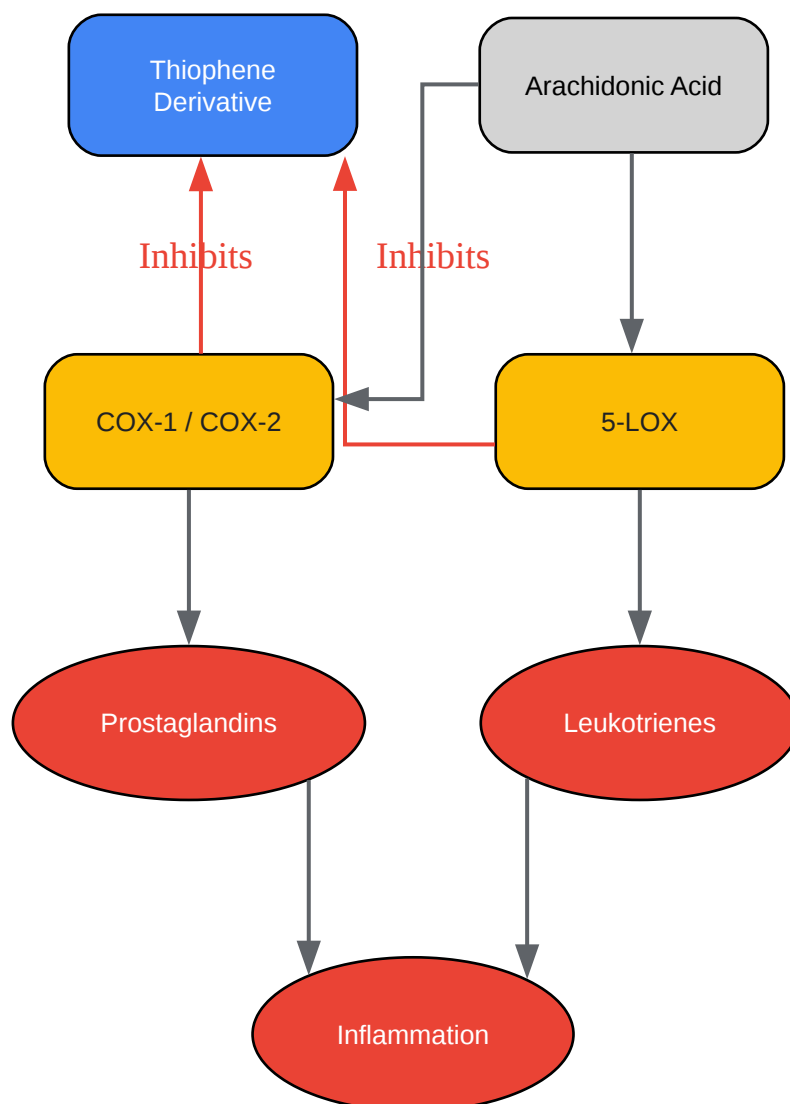 Thiophene
Derivative
Arachidonic Acid
Inhibits
Inhibits
COX-1 / COX-2
5-LOX
Prostaglandins
Leukotrienes
Inflammation